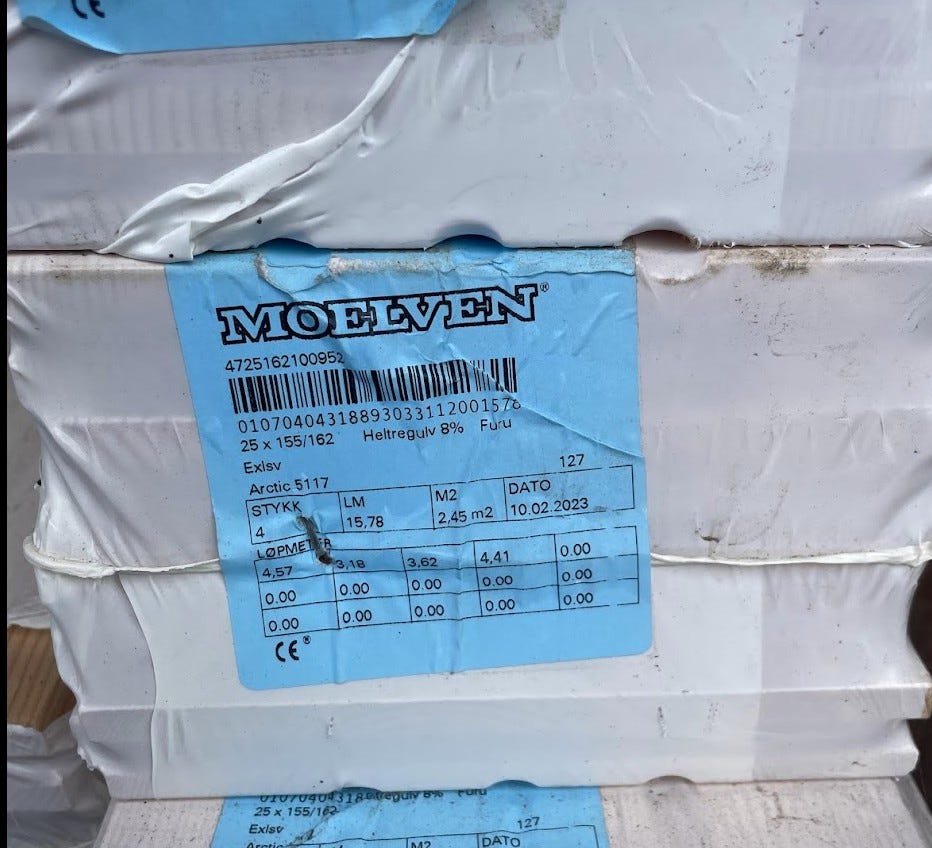 CE
MOELVEN®
4725162100952
01070404318893033112001578
25 x 155/162 Heltregulv 8% Furu
Exlsv 127
Arctic 5117
STYKK LM M2 DATO
4 15,78 2,45 m2 10.02.2023
LØPMETER
4,57 3,18 3,62 4,41 0.00
0.00 0.00 0.00 0.00 0.00
0.00 0.00 0.00 0.00 0.00
CE®
25 x 155/162
Exlsv 127
M2 DATO